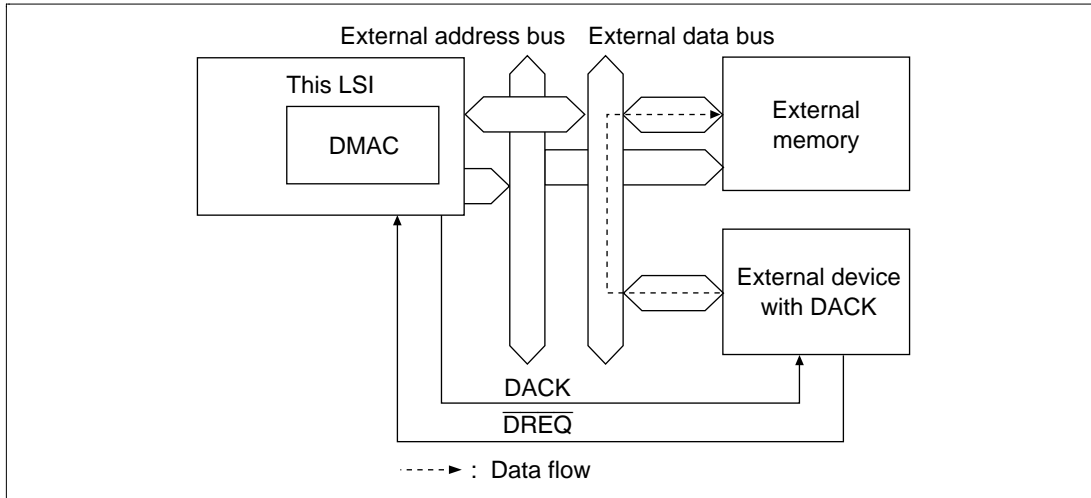 External address bus
External data bus
This LSI
DMAC
External
memory
External device
with DACK
DACK
DREQ
: Data flow